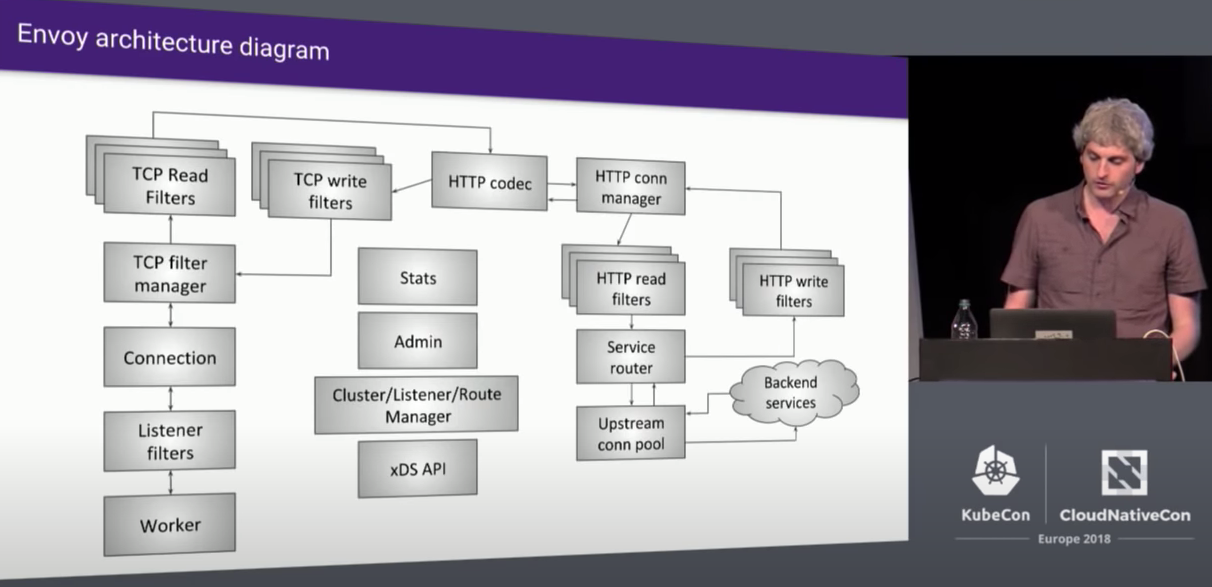 Envoy architecture diagram
TCP Read
Filters
TCP write
filters
HTTP codec
HTTP conn
manager
TCP filter
manager
Stats
HTTP read
filters
HTTP write
filters
Connection
Admin
Service
router
Backend
services
Cluster/Listener/Route
Manager
Listener
filters
Upstream
conn pool
xDS API
Worker
KubeCon
CloudNativeCon
Europe 2018